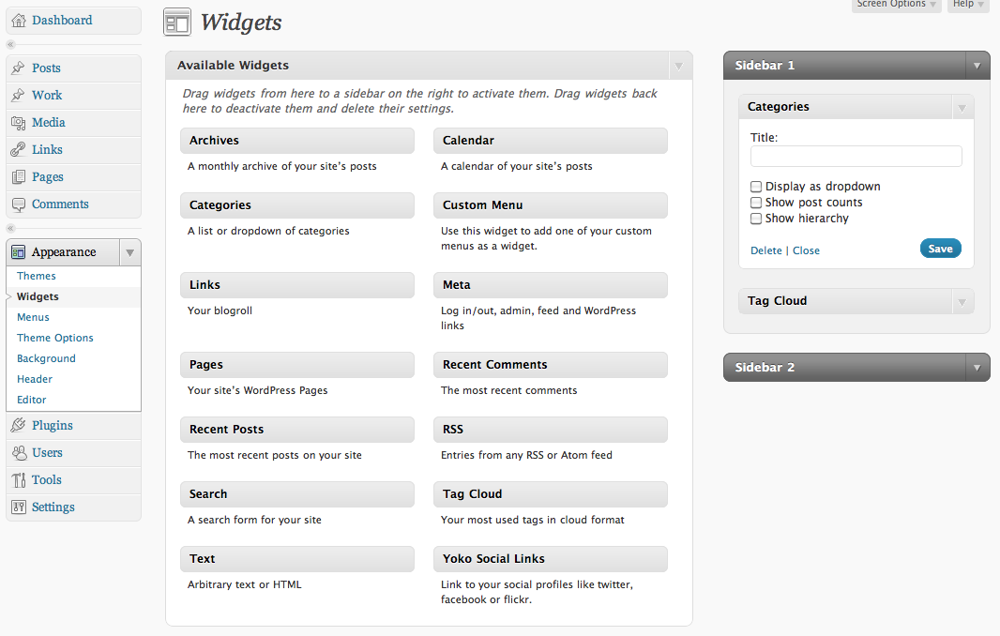 Screen Options
Help
Dashboard
Posts
Work
Media
Links
Pages
Comments
Appearance
Themes
Widgets
Menus
Theme Options
Background
Header
Editor
Plugins
Users
Tools
Settings
Widgets
Available Widgets
Drag widgets from here to a sidebar on the right to activate them. Drag widgets back
here to deactivate them and delete their settings.
Archives
A monthly archive of your site's posts
Calendar
A calendar of your site's posts
Categories
A list or dropdown of categories
Custom Menu
Use this widget to add one of your custom
menus as a widget.
Links
Your blogroll
Meta
Log in/out, admin, feed and WordPress
links
Pages
Your site's WordPress Pages
Recent Comments
The most recent comments
Recent Posts
The most recent posts on your site
RSS
Entries from any RSS or Atom feed
Search
A search form for your site
Tag Cloud
Your most used tags in cloud format
Text
Arbitrary text or HTML
Yoko Social Links
Link to your social profiles like twitter,
facebook or flickr.
Sidebar 1
Categories
Title:
Display as dropdown
Show post counts
Show hierarchy
Delete | Close
Save
Tag Cloud
Sidebar 2